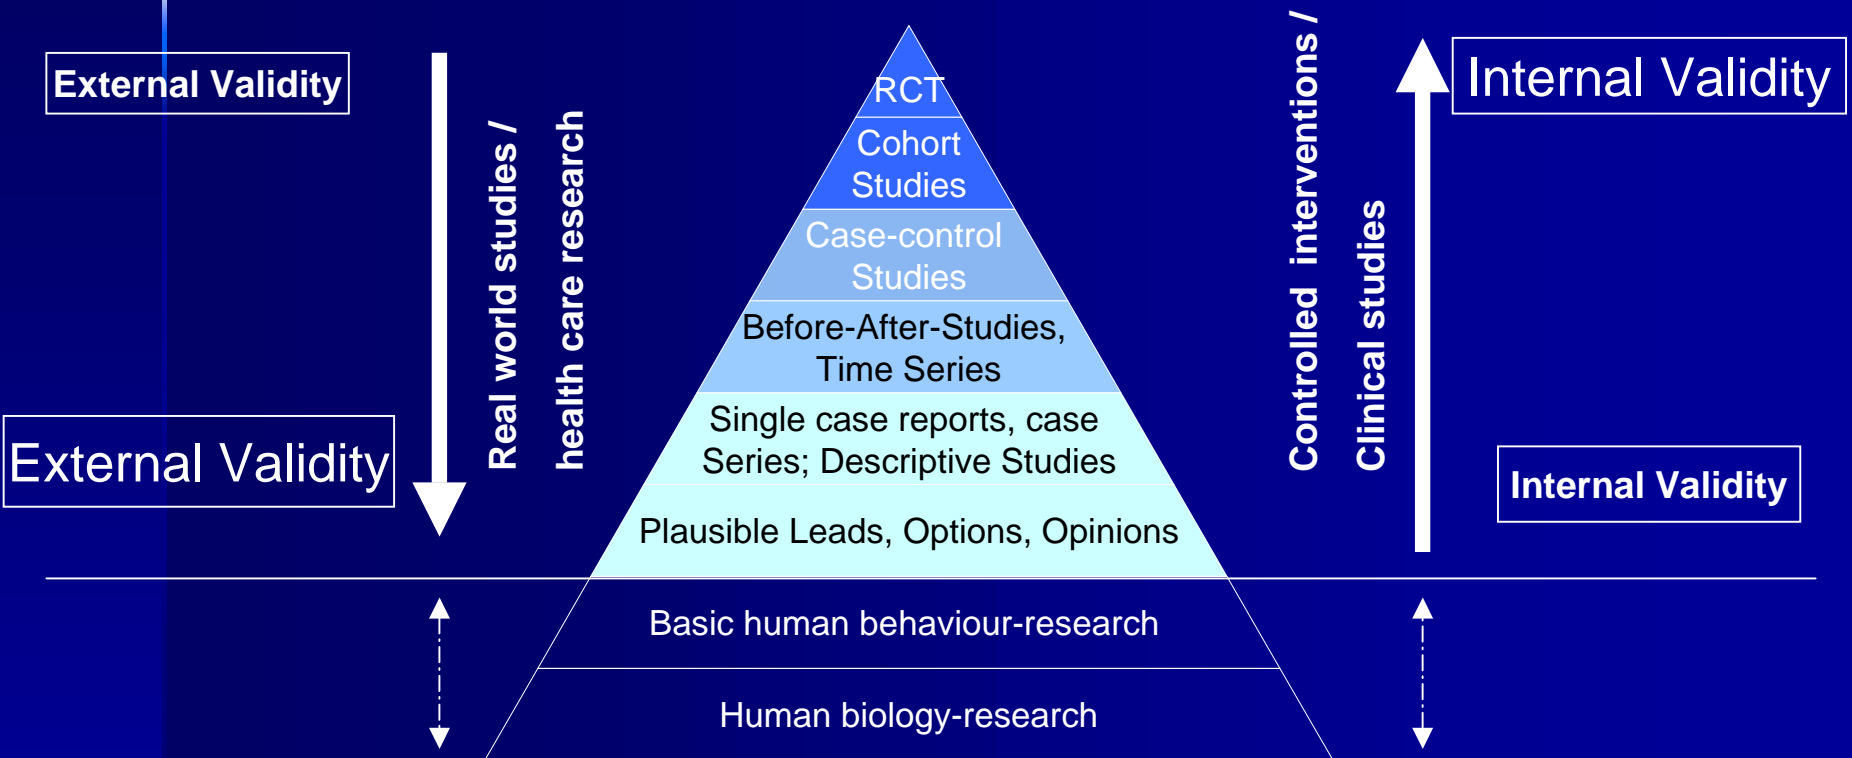 External Validity
External Validity
Real world studies /
health care research
RCT
Cohort
Studies
Case-control
Studies
Before-After-Studies,
Time Series
Single case reports, case
Series; Descriptive Studies
Plausible Leads, Options, Opinions
Basic human behaviour-research
Human biology-research
Controlled interventions /
Clinical studies
Internal Validity
Internal Validity